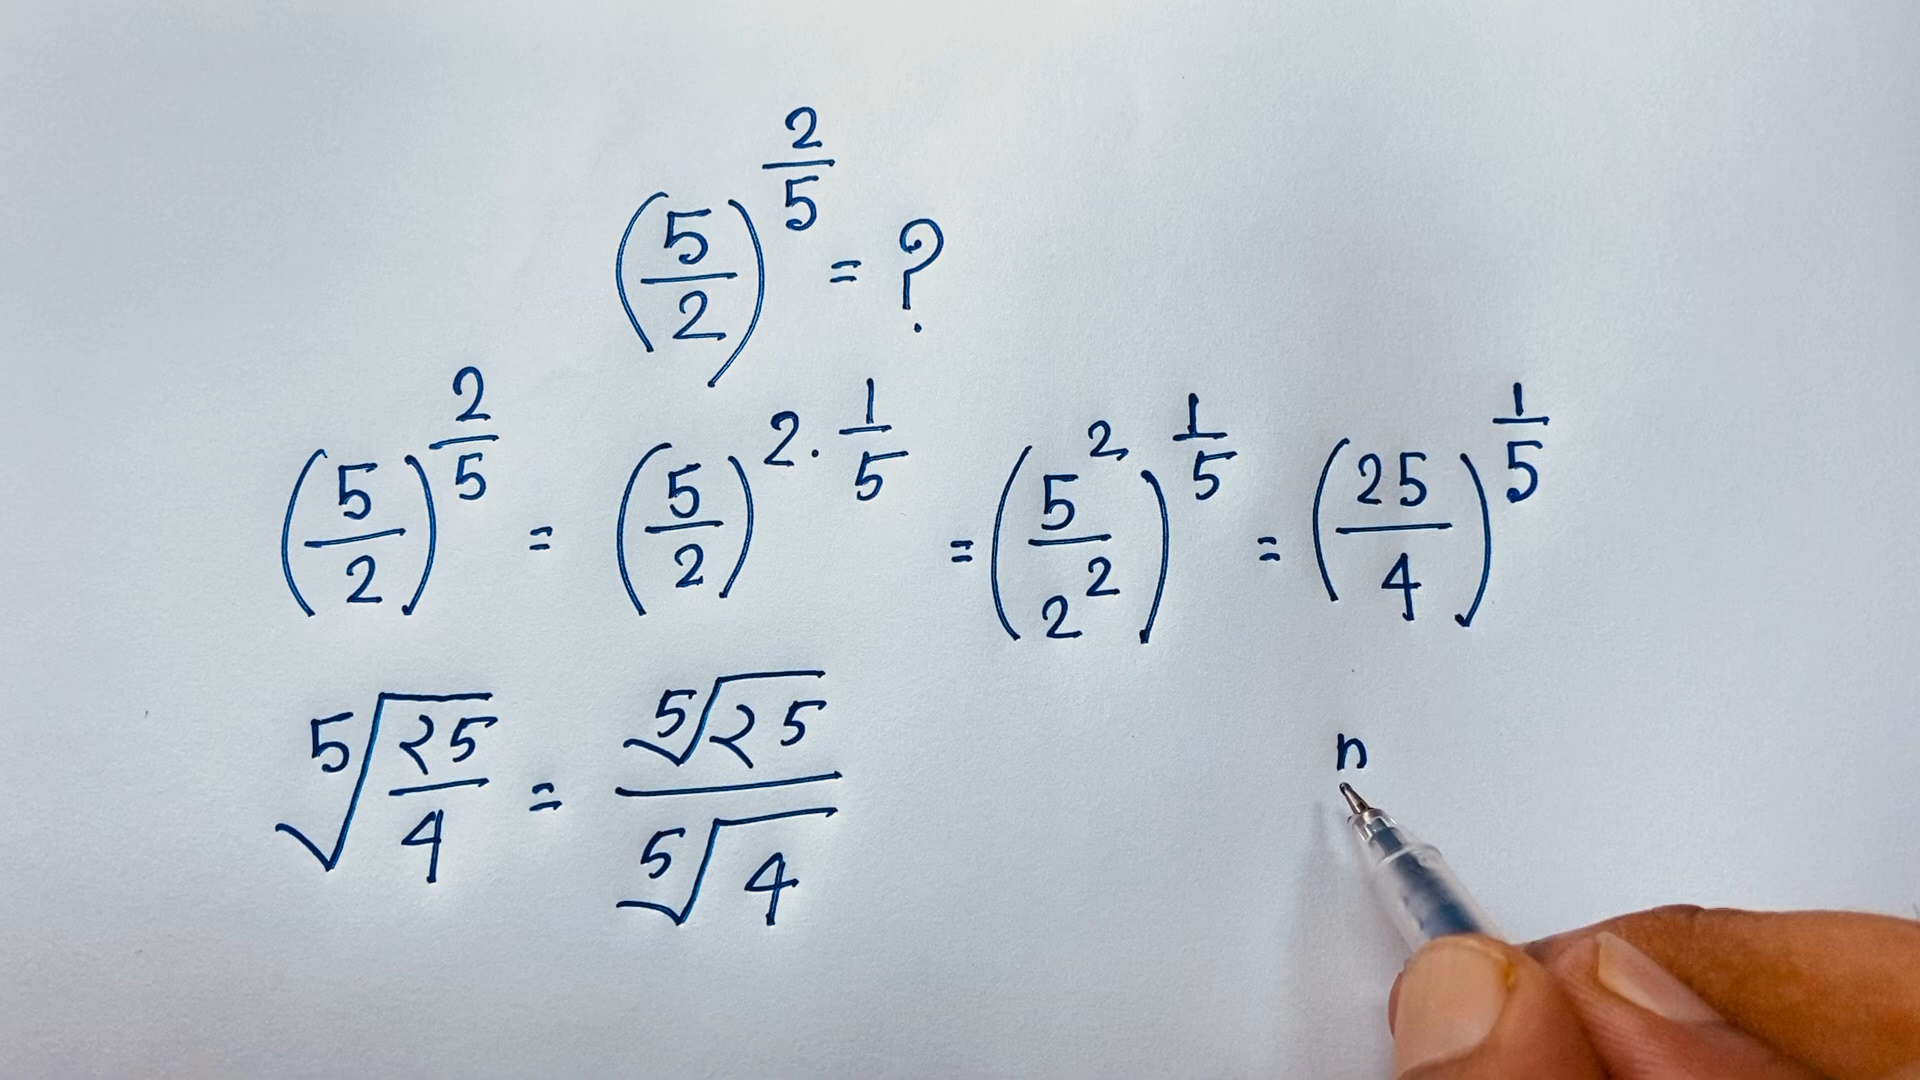 (5/2)^(2/5) = ?
(5/2)^(2/5) = (5/2)^(2·1/5) = (5^2/2^2)^(1/5) = (25/4)^(1/5)
⁵√(25/4) = ⁵√25/⁵√4
n